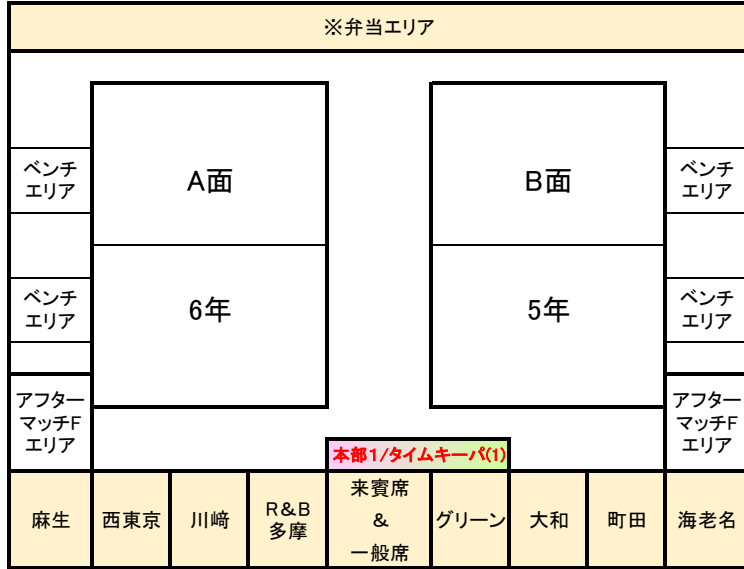 ※弁当エリア
ベンチ
エリア
A面
B面
ベンチ
エリア
ベンチ
エリア
6年
5年
ベンチ
エリア
アフター
マッチF
エリア
アフター
マッチF
エリア
本部1/タイムキーパ(1)
麻生
西東京
川﨑
R&B
多摩
来賓席
&
一般席
グリーン
大和
町田
海老名